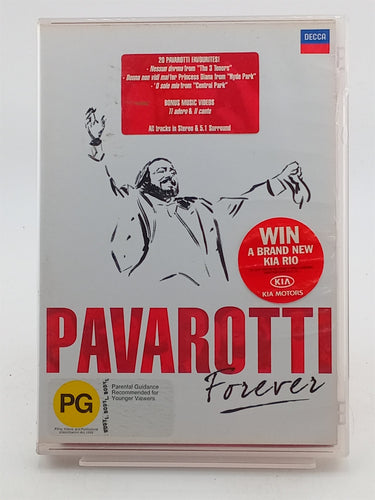 DECCA
20 PAVAROTTI FAVOURITES!
- Nessun dorma from "The 3 Tenors"
- Donna non vidi mai for Princess Diana from "Hyde Park"
- 'O sole mio from "Central Park"
BONUS MUSIC VIDEOS
Ti adoro & Il canto
All tracks in Stereo & 5.1 Surround
WIN
A BRAND NEW
KIA RIO
KIA
KIA MOTORS
PAVAROTTI
Forever
PG
Parental Guidance
Recommended for
Younger Viewers